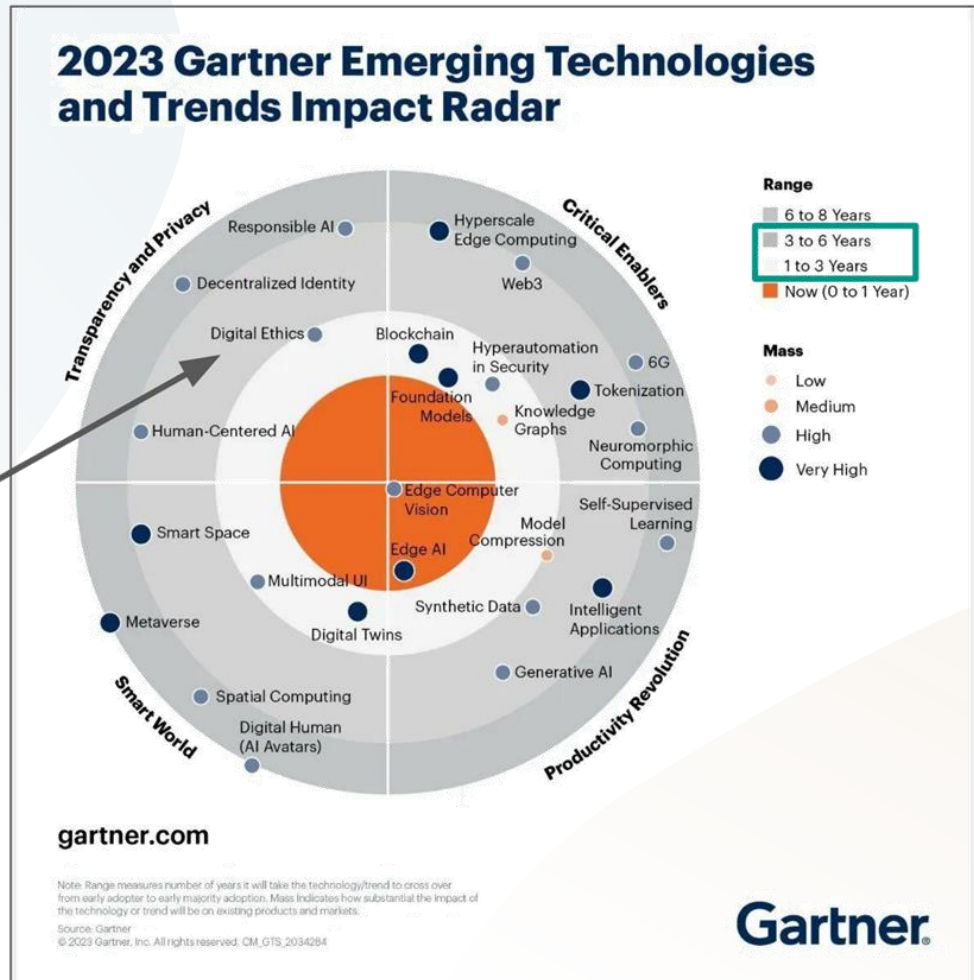 2023 Gartner Emerging Technologies
and Trends Impact Radar
Transparency and Privacy
Responsible AI
Decentralized Identity
Digital Ethics
Human-Centered AI
Critical Enablers
Hyperscale
Edge Computing
Web3
Blockchain
Hyperautomation
in Security
Foundation
Models
Knowledge
Graphs
6G
Tokenization
Neuromorphic
Computing
Range
6 to 8 Years
3 to 6 Years
1 to 3 Years
Now (0 to 1 Year)
Mass
Low
Medium
High
Very High
Smart Space
Multimodal UI
Metaverse
Digital Twins
Spatial Computing
Digital Human
(AI Avatars)
Smart World
Edge Computer
Vision
Edge AI
Model
Compression
Self-Supervised
Learning
Synthetic Data
Intelligent
Applications
Generative AI
Productivity Revolution
gartner.com
Note: Range measures number of years it will take the technology/trend to cross over
from early adopter to early majority adoption. Mass Indicates how substantial the impact of
the technology or trend will be on existing products and markets.
Source: Gartner
© 2023 Gartner, Inc. All rights reserved. CM_GTS_2034284
Gartner®